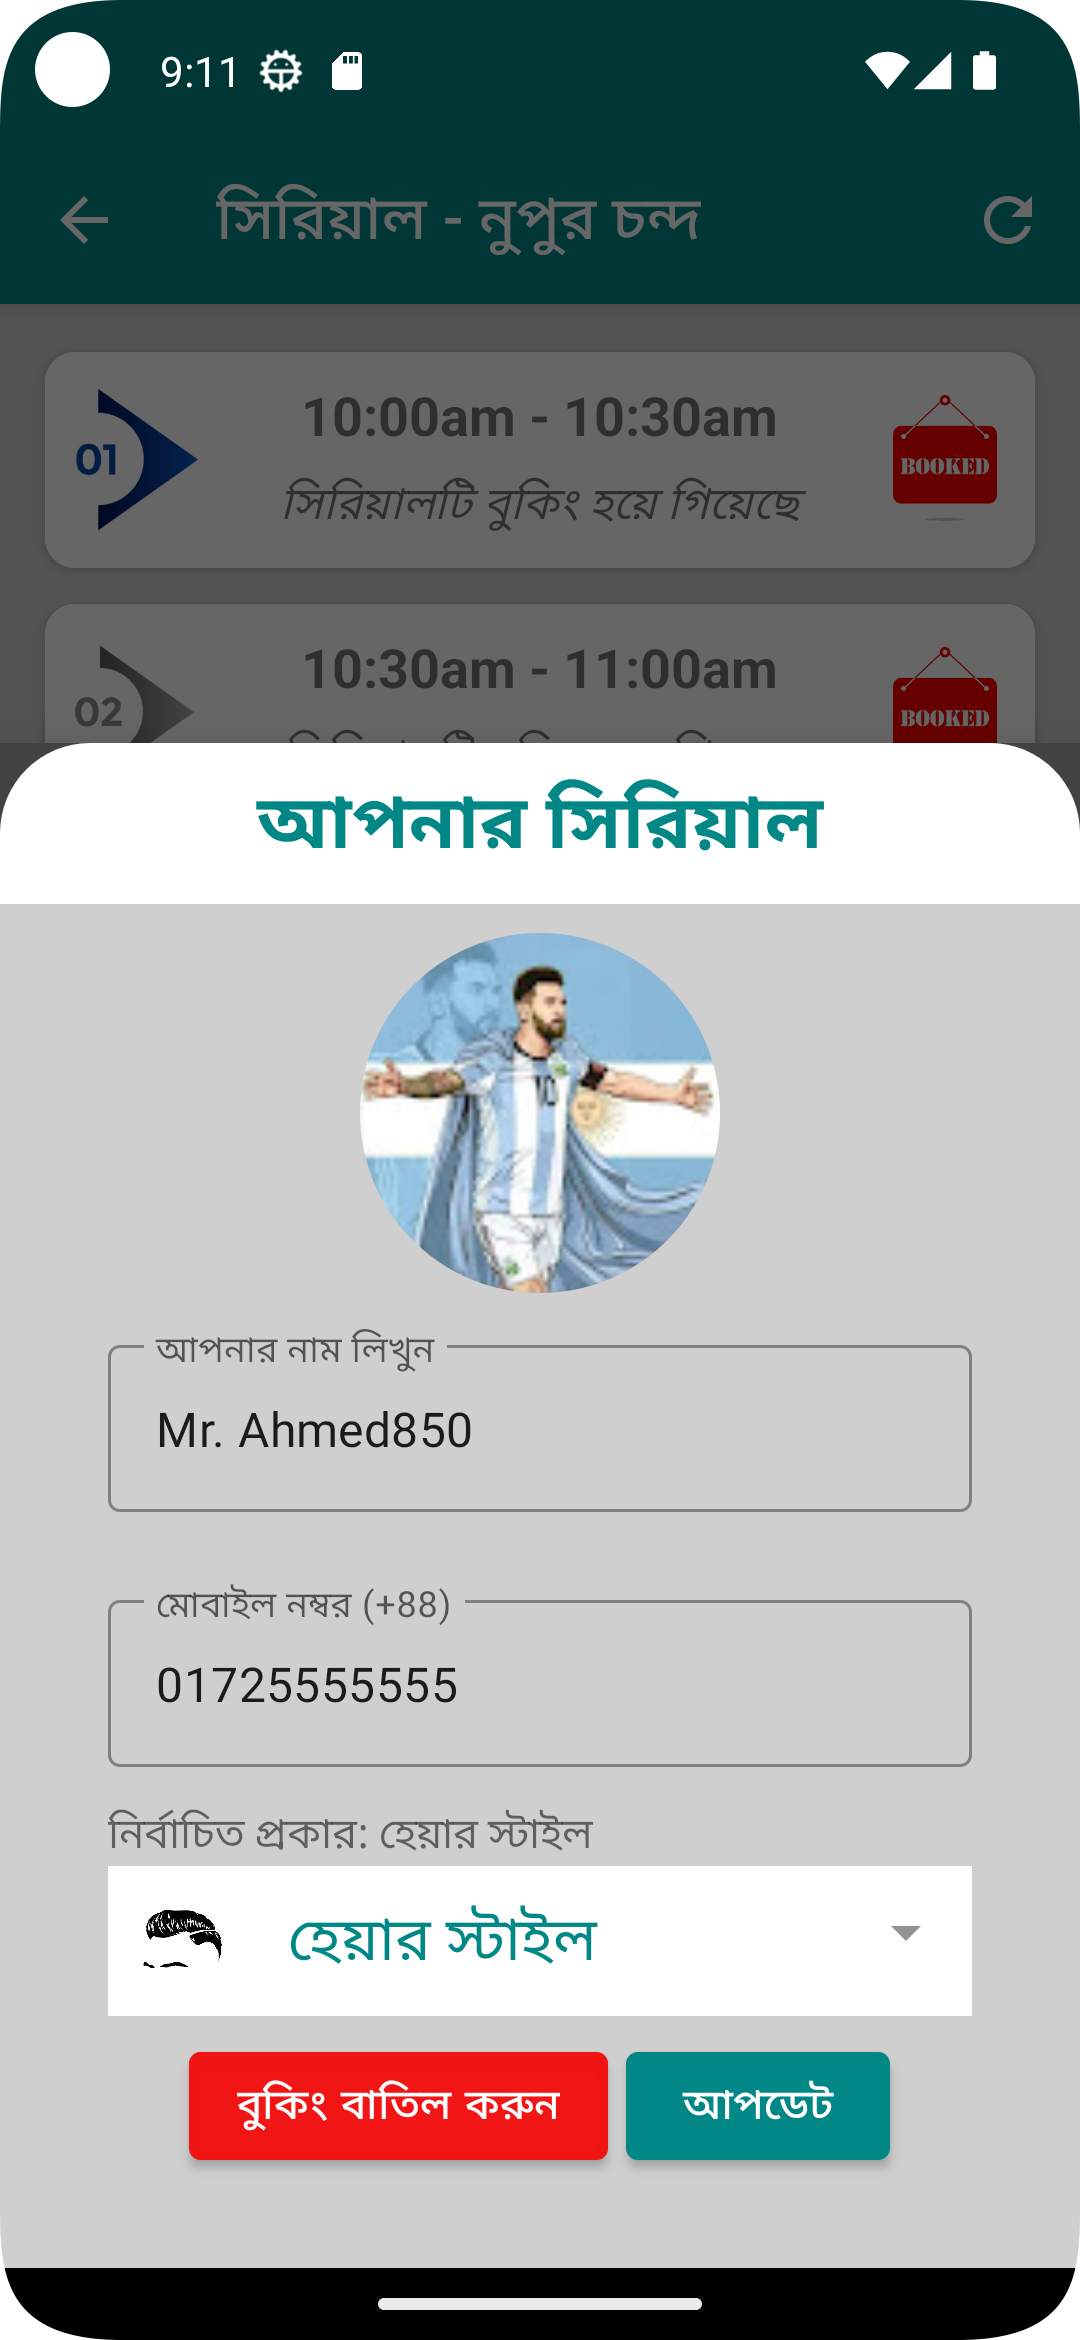 9:11
সিরিয়াল - নুপুর চন্দ
01
10:00am - 10:30am
BOOKED
সিরিয়ালটি বুকিং হয়ে গিয়েছে
02
10:30am - 11:00am
BOOKED
আপনার সিরিয়াল
10
আপনার নাম লিখুন
Mr. Ahmed850
মোবাইল নম্বর (+88)
01725555555
নির্বাচিত প্রকার: হেয়ার স্টাইল
হেয়ার স্টাইল
বুকিং বাতিল করুন
আপডেট